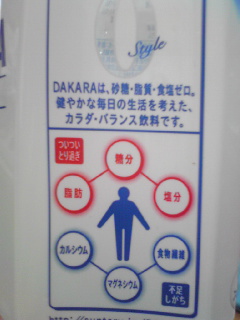 0
Style
DAKARAは、砂糖・脂質・食塩ゼロ。
健やかな毎日の生活を考えた、
カラダ・バランス飲料です。
ついつい
とり過ぎ
糖分
脂肪
塩分
カルシウム
食物繊維
マグネシウム
不足
しがち